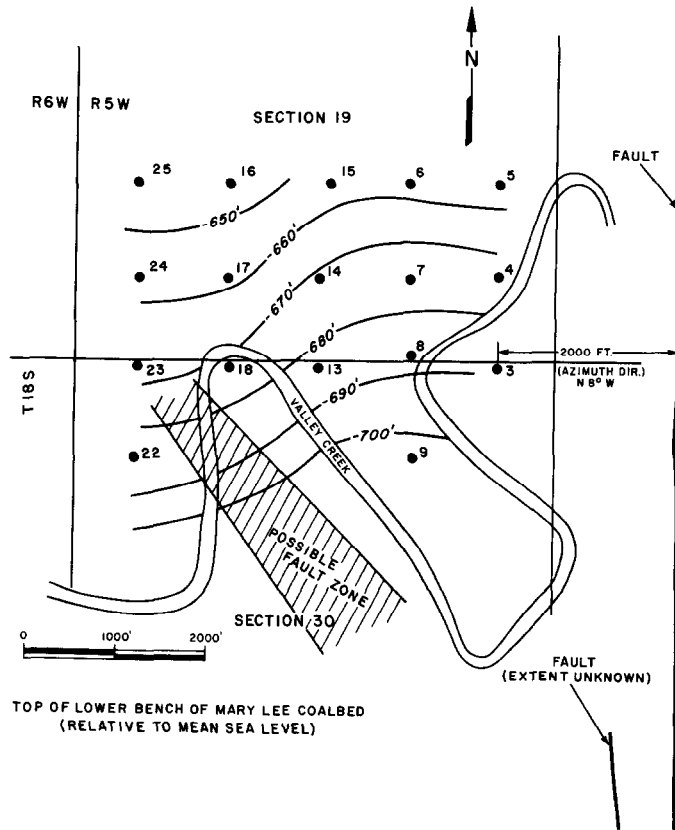 N
R6W R5W
SECTION 19
FAULT
25 16 15 6 5
-650'
-660'
24 17 14 7 4
-670'
-680'
8
2000 FT.
(AZIMUTH DIR.)
N 8° W
23 18 13 3
T 18 S
-690'
VALLEY CREEK
-700'
22 9
POSSIBLE
FAULT ZONE
SECTION 30
0 1000' 2000'
FAULT
(EXTENT UNKNOWN)
TOP OF LOWER BENCH OF MARY LEE COALBED
(RELATIVE TO MEAN SEA LEVEL)